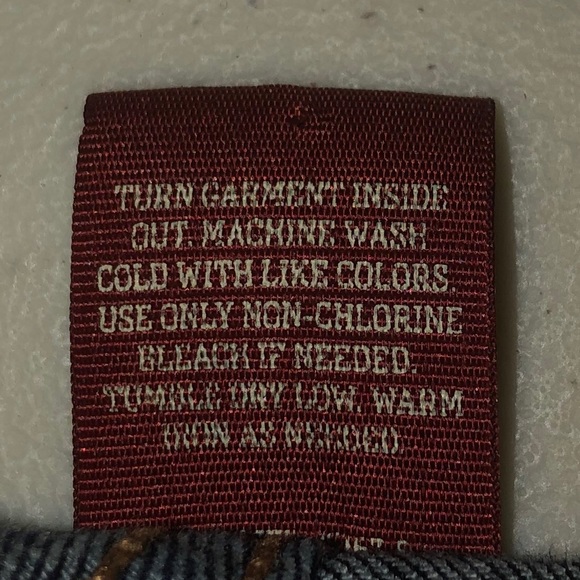 TURN GARMENT INSIDE
OUT. MACHINE WASH
COLD WITH LIKE COLORS.
USE ONLY NON-CHLORINE
BLEACH IF NEEDED.
TUMBLE DRY LOW. WARM
IRON AS NEEDED